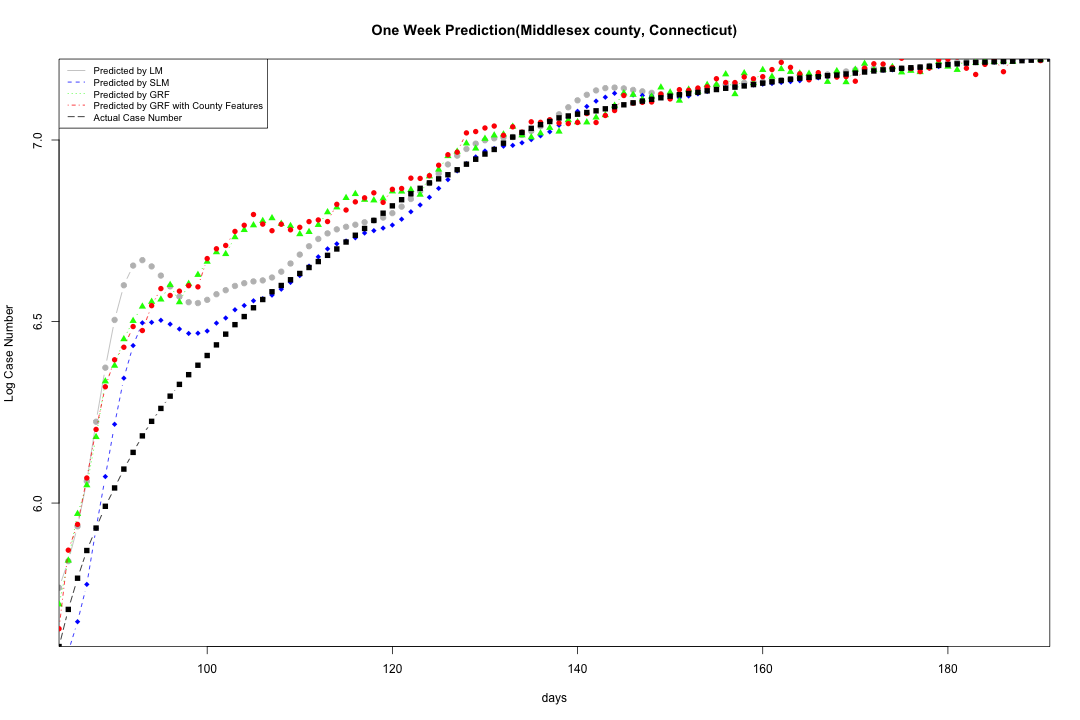 One Week Prediction(Middlesex county, Connecticut)
Predicted by LM
Predicted by SLM
Predicted by GRF
Predicted by GRF with County Features
Actual Case Number
7.0
6.5
6.0
Log Case Number
100
120
140
160
180
days